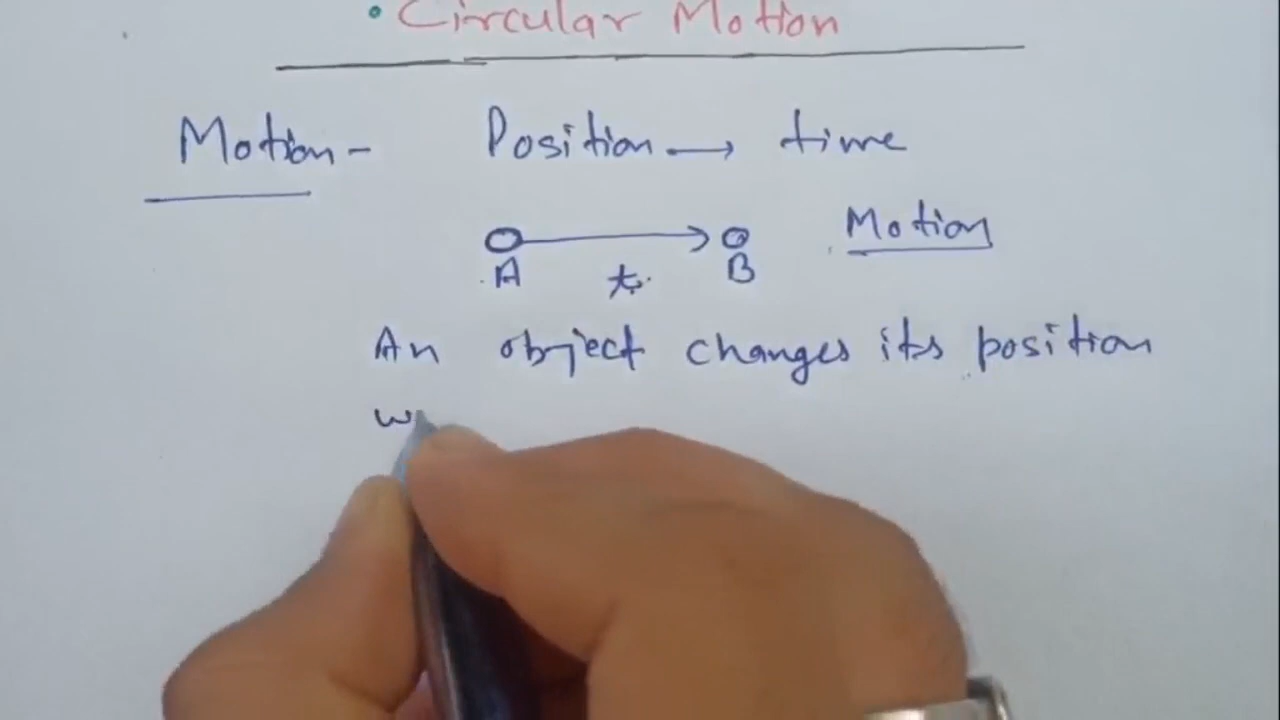 • Circular Motion
Motion - Position → time
Motion
A t B
An object changes its position
w